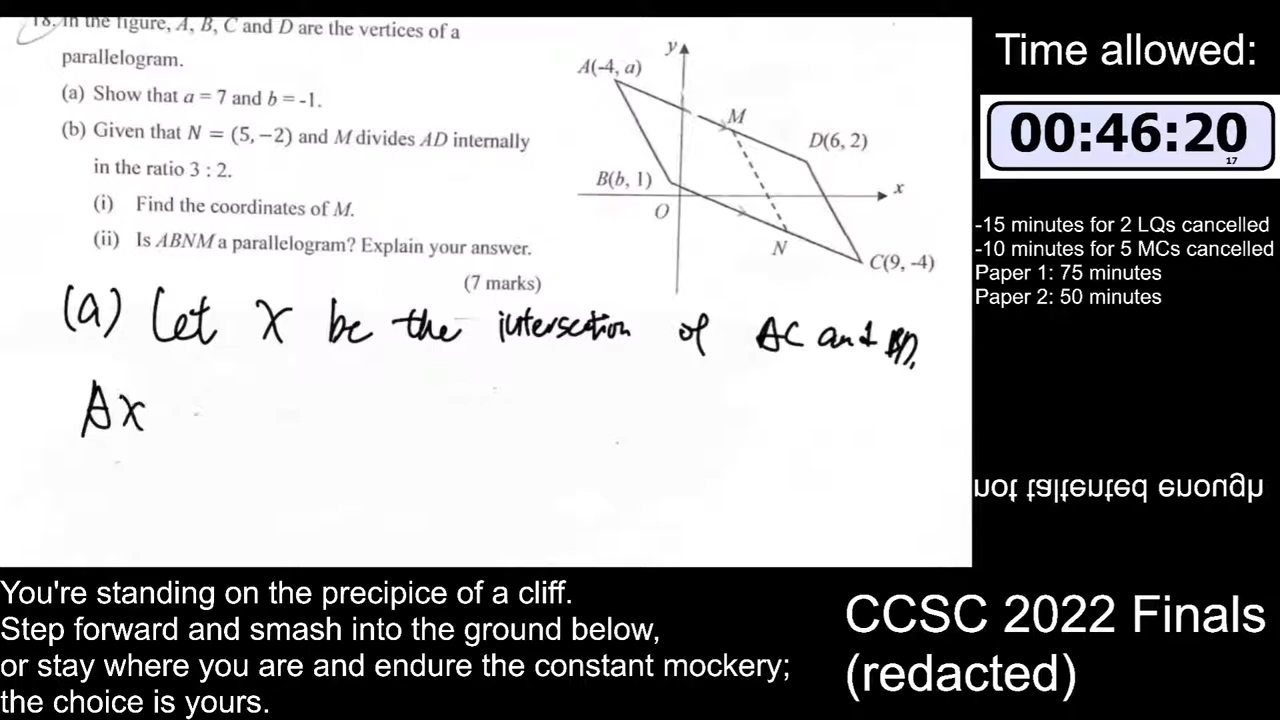 18. In the figure, A, B, C and D are the vertices of a
parallelogram.
(a) Show that a = 7 and b = -1.
(b) Given that N = (5, −2) and M divides AD internally
in the ratio 3 : 2.
(i) Find the coordinates of M.
(ii) Is ABNM a parallelogram? Explain your answer.
(7 marks)
y
A(-4, a)
M
D(6, 2)
B(b, 1)
x
O
N
C(9, -4)
(a) Let X be the intersection of AC and BD.
AX
Time allowed:
00:46:20
17
-15 minutes for 2 LQs cancelled
-10 minutes for 5 MCs cancelled
Paper 1: 75 minutes
Paper 2: 50 minutes
not taltented enough
You're standing on the precipice of a cliff.
Step forward and smash into the ground below,
or stay where you are and endure the constant mockery;
the choice is yours.
CCSC 2022 Finals
(redacted)